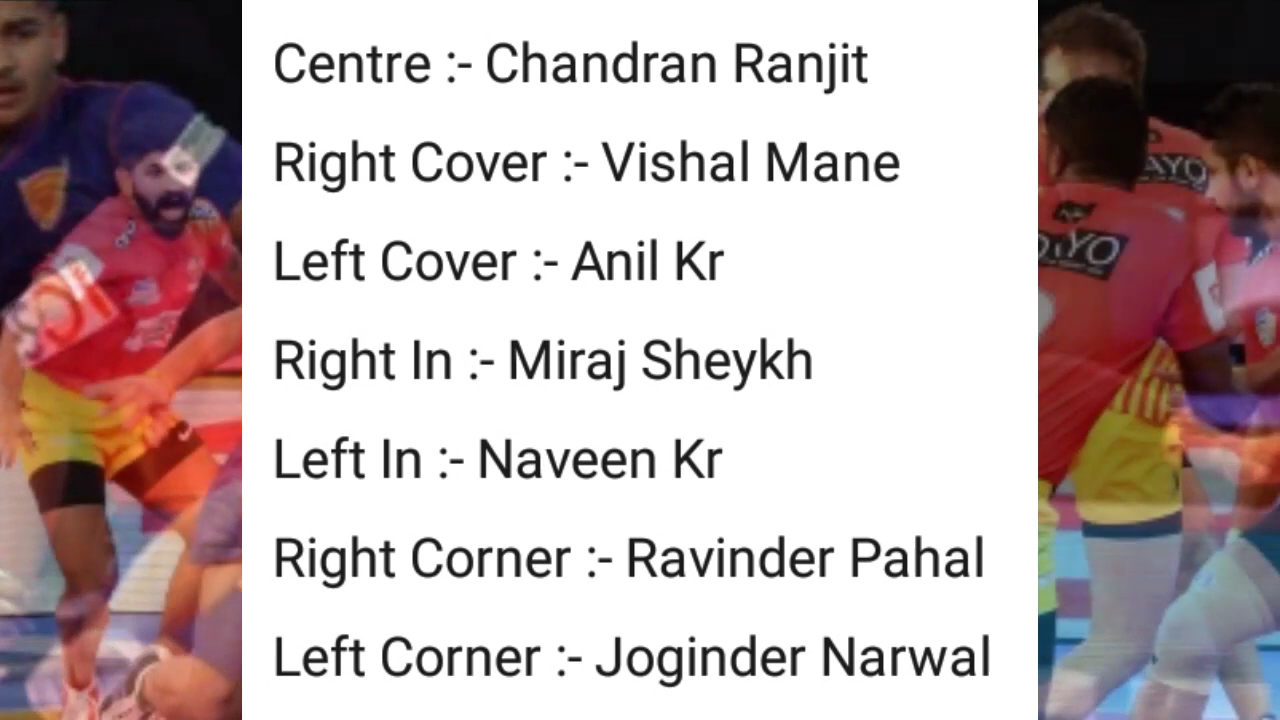 Centre :- Chandran Ranjit
Right Cover :- Vishal Mane
Left Cover :- Anil Kr
Right In :- Miraj Sheykh
Left In :- Naveen Kr
Right Corner :- Ravinder Pahal
Left Corner :- Joginder Narwal